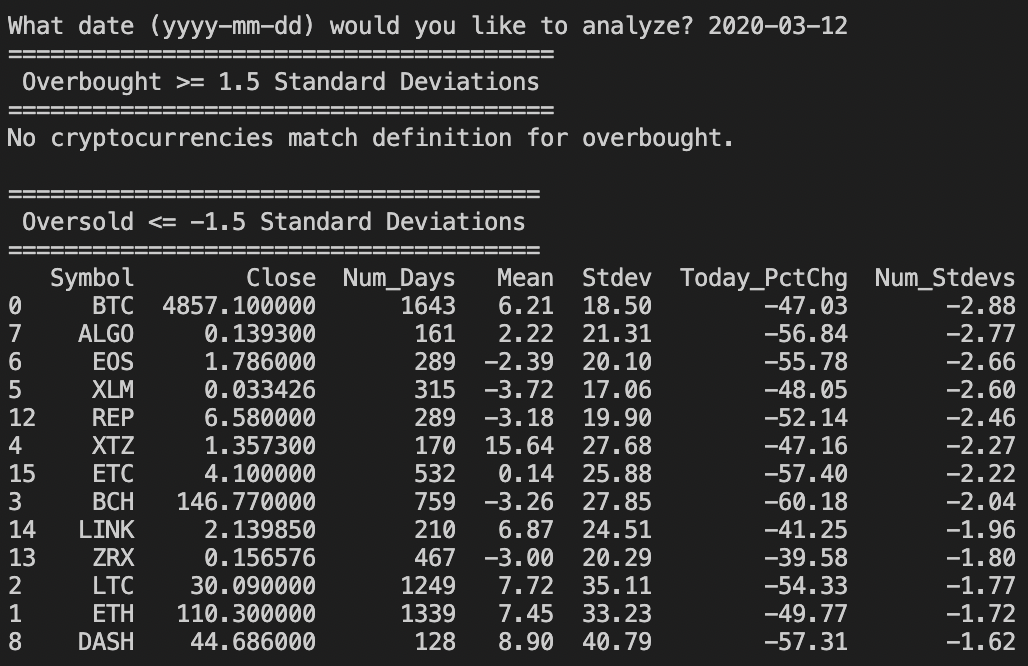 What date (yyyy-mm-dd) would you like to analyze? 2020-03-12
=======================================
 Overbought >= 1.5 Standard Deviations
=======================================
No cryptocurrencies match definition for overbought.

======================================
 Oversold <= -1.5 Standard Deviations
======================================
   Symbol        Close  Num_Days   Mean  Stdev  Today_PctChg  Num_Stdevs
0     BTC  4857.100000      1643   6.21  18.50        -47.03       -2.88
7    ALGO     0.139300       161   2.22  21.31        -56.84       -2.77
6     EOS     1.786000       289  -2.39  20.10        -55.78       -2.66
5     XLM     0.033426       315  -3.72  17.06        -48.05       -2.60
12    REP     6.580000       289  -3.18  19.90        -52.14       -2.46
4     XTZ     1.357300       170  15.64  27.68        -47.16       -2.27
15    ETC     4.100000       532   0.14  25.88        -57.40       -2.22
3     BCH   146.770000       759  -3.26  27.85        -60.18       -2.04
14   LINK     2.139850       210   6.87  24.51        -41.25       -1.96
13    ZRX     0.156576       467  -3.00  20.29        -39.58       -1.80
2     LTC    30.090000      1249   7.72  35.11        -54.33       -1.77
1     ETH   110.300000      1339   7.45  33.23        -49.77       -1.72
8    DASH    44.686000       128   8.90  40.79        -57.31       -1.62